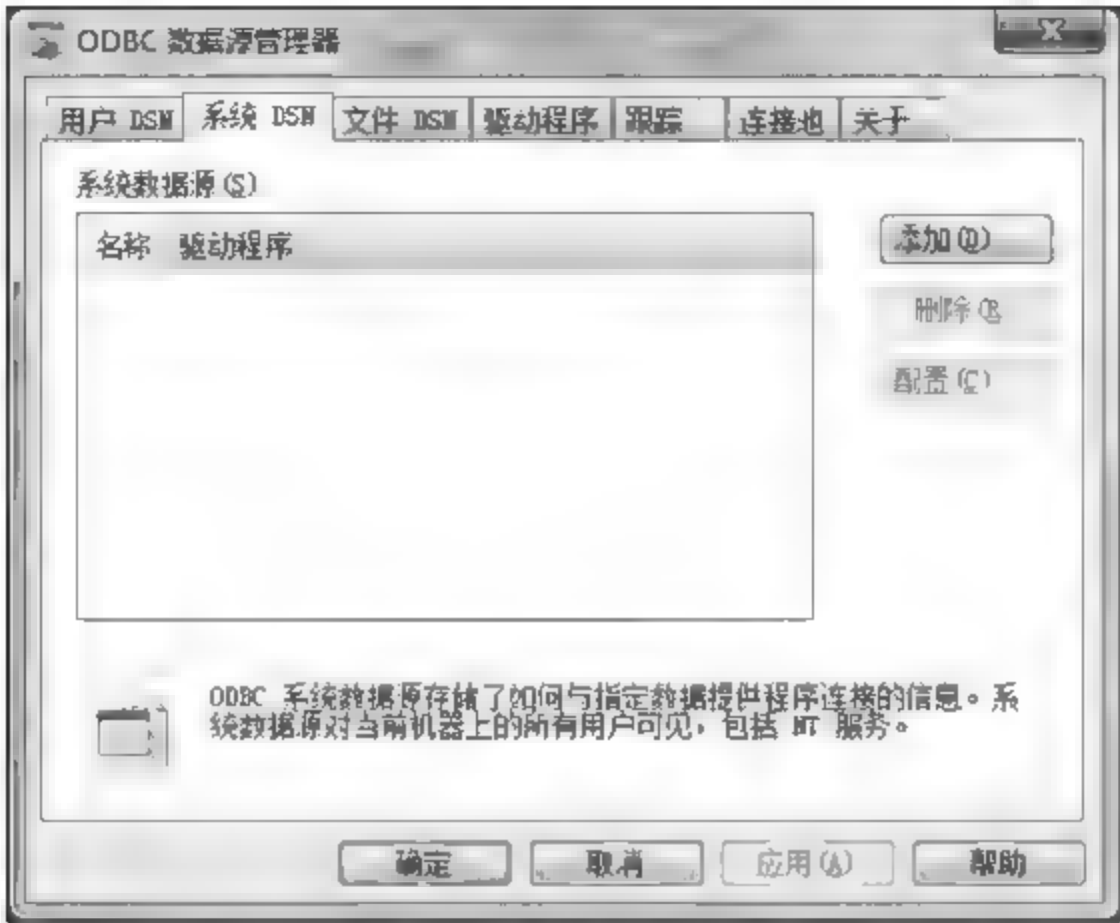 ODBC 数据源管理器
用户 DSN 系统 DSN 文件 DSN 驱动程序 跟踪 连接池 关于
系统数据源(S)
名称 驱动程序
添加(D)
删除(R
配置(C)
ODBC 系统数据源存储了如何与指定数据提供程序连接的信息。系
统数据源对当前机器上的所有用户可见，包括 NT 服务。
确定 取消 应用(A) 帮助